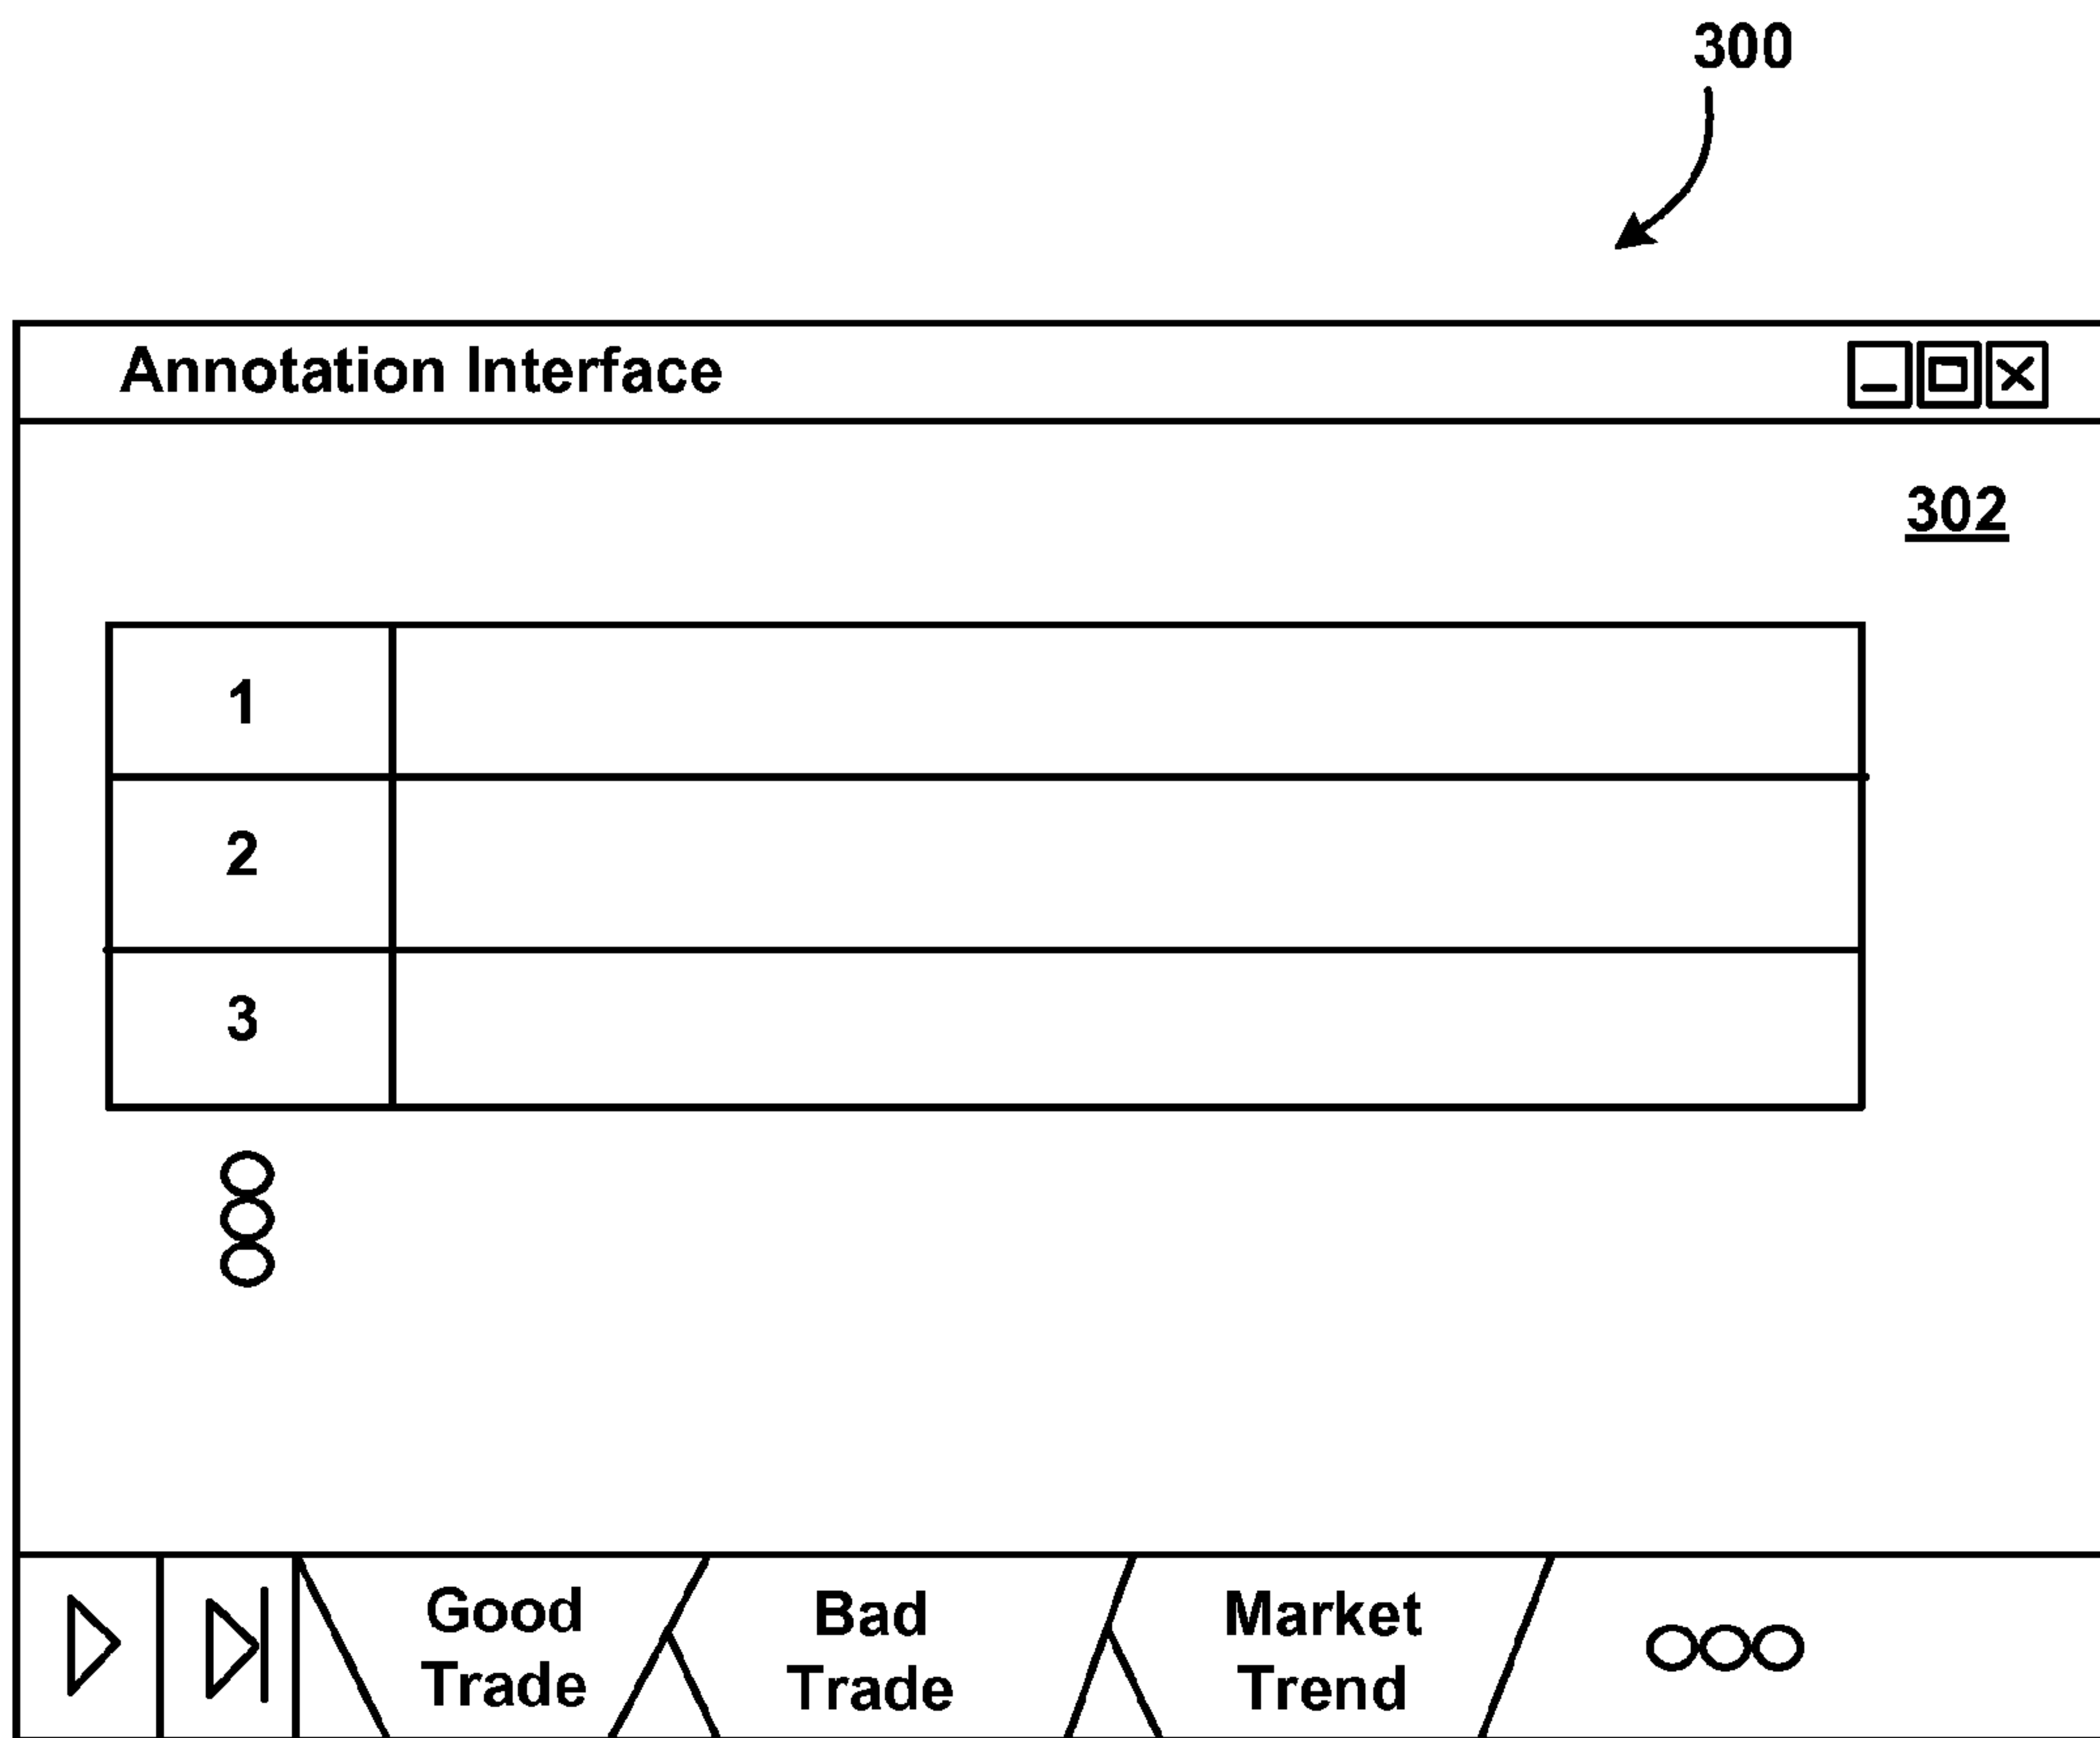 300
Annotation Interface
302
1
2
3
Good
Trade
Bad
Trade
Market
Trend